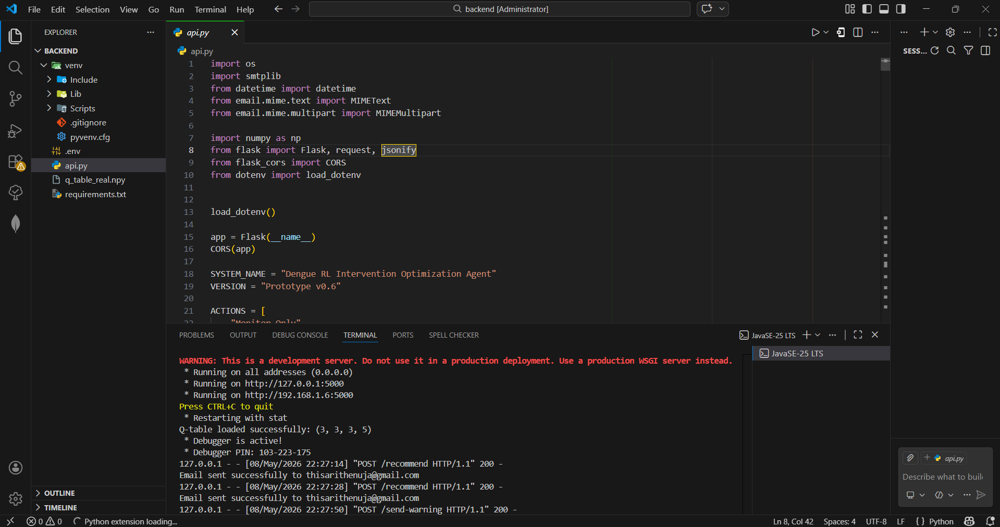 File Edit Selection View Go Run Terminal Help
backend [Administrator]
EXPLORER
BACKEND
venv
Include
Lib
Scripts
.gitignore
pyvenv.cfg
.env
api.py
q_table_real.npy
requirements.txt
OUTLINE
TIMELINE
api.py
api.py
1 import os
2 import smtplib
3 from datetime import datetime
4 from email.mime.text import MIMEText
5 from email.mime.multipart import MIMEMultipart
6
7 import numpy as np
8 from flask import Flask, request, jsonify
9 from flask_cors import CORS
10 from dotenv import load_dotenv
11
12
13 load_dotenv()
14
15 app = Flask(__name__)
16 CORS(app)
17
18 SYSTEM_NAME = "Dengue RL Intervention Optimization Agent"
19 VERSION = "Prototype v0.6"
20
21 ACTIONS = [
22 "Monitor Only"
PROBLEMS OUTPUT DEBUG CONSOLE TERMINAL PORTS SPELL CHECKER
JavaSE-25 LTS
JavaSE-25 LTS
WARNING: This is a development server. Do not use it in a production deployment. Use a production WSGI server instead.
* Running on all addresses (0.0.0.0)
* Running on http://127.0.0.1:5000
* Running on http://192.168.1.6:5000
Press CTRL+C to quit
* Restarting with stat
Q-table loaded successfully: (3, 3, 3, 5)
* Debugger is active!
* Debugger PIN: 103-223-175
127.0.0.1 - - [08/May/2026 22:27:14] "POST /recommend HTTP/1.1" 200 -
Email sent successfully to thisarithenuja@gmail.com
127.0.0.1 - - [08/May/2026 22:27:28] "POST /recommend HTTP/1.1" 200 -
Email sent successfully to thisarithenuja@gmail.com
127.0.0.1 - - [08/May/2026 22:27:50] "POST /send-warning HTTP/1.1" 200 -
SESS...
api.py
Describe what to buil
0 0 Python extension loading...
Ln 8, Col 42 Spaces: 4 UTF-8 LF { } Python